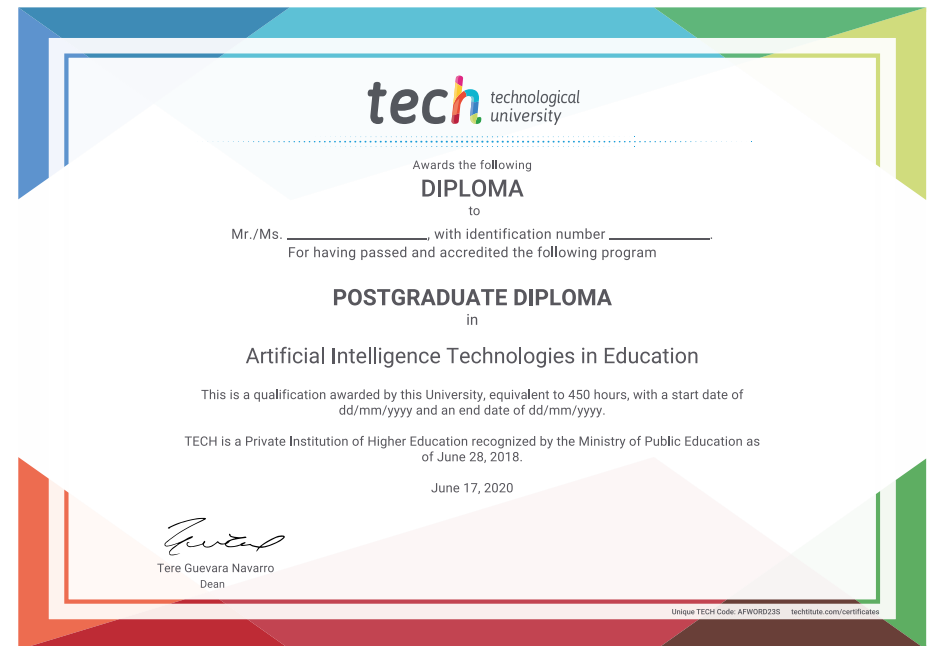 tech technological
university
Awards the following
DIPLOMA
to
Mr./Ms. ____________________, with identification number ______________.
For having passed and accredited the following program
POSTGRADUATE DIPLOMA
in
Artificial Intelligence Technologies in Education
This is a qualification awarded by this University, equivalent to 450 hours, with a start date of
dd/mm/yyyy and an end date of dd/mm/yyyy.
TECH is a Private Institution of Higher Education recognized by the Ministry of Public Education as
of June 28, 2018.
June 17, 2020
Tere Guevara Navarro
Dean
Unique TECH Code: AFWORD23S techtitute.com/certificates